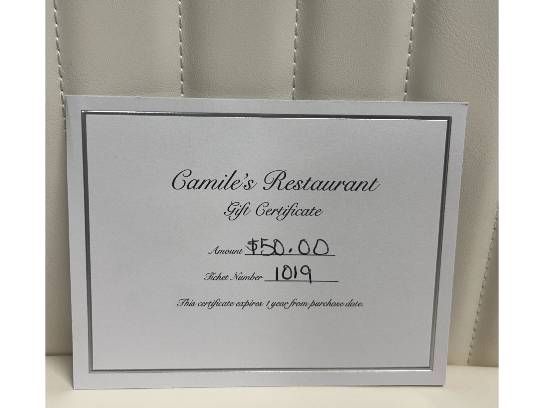 Camile's Restaurant
Gift Certificate
Amount $50.00
Ticket Number 1019
This certificate expires 1 year from purchase date.